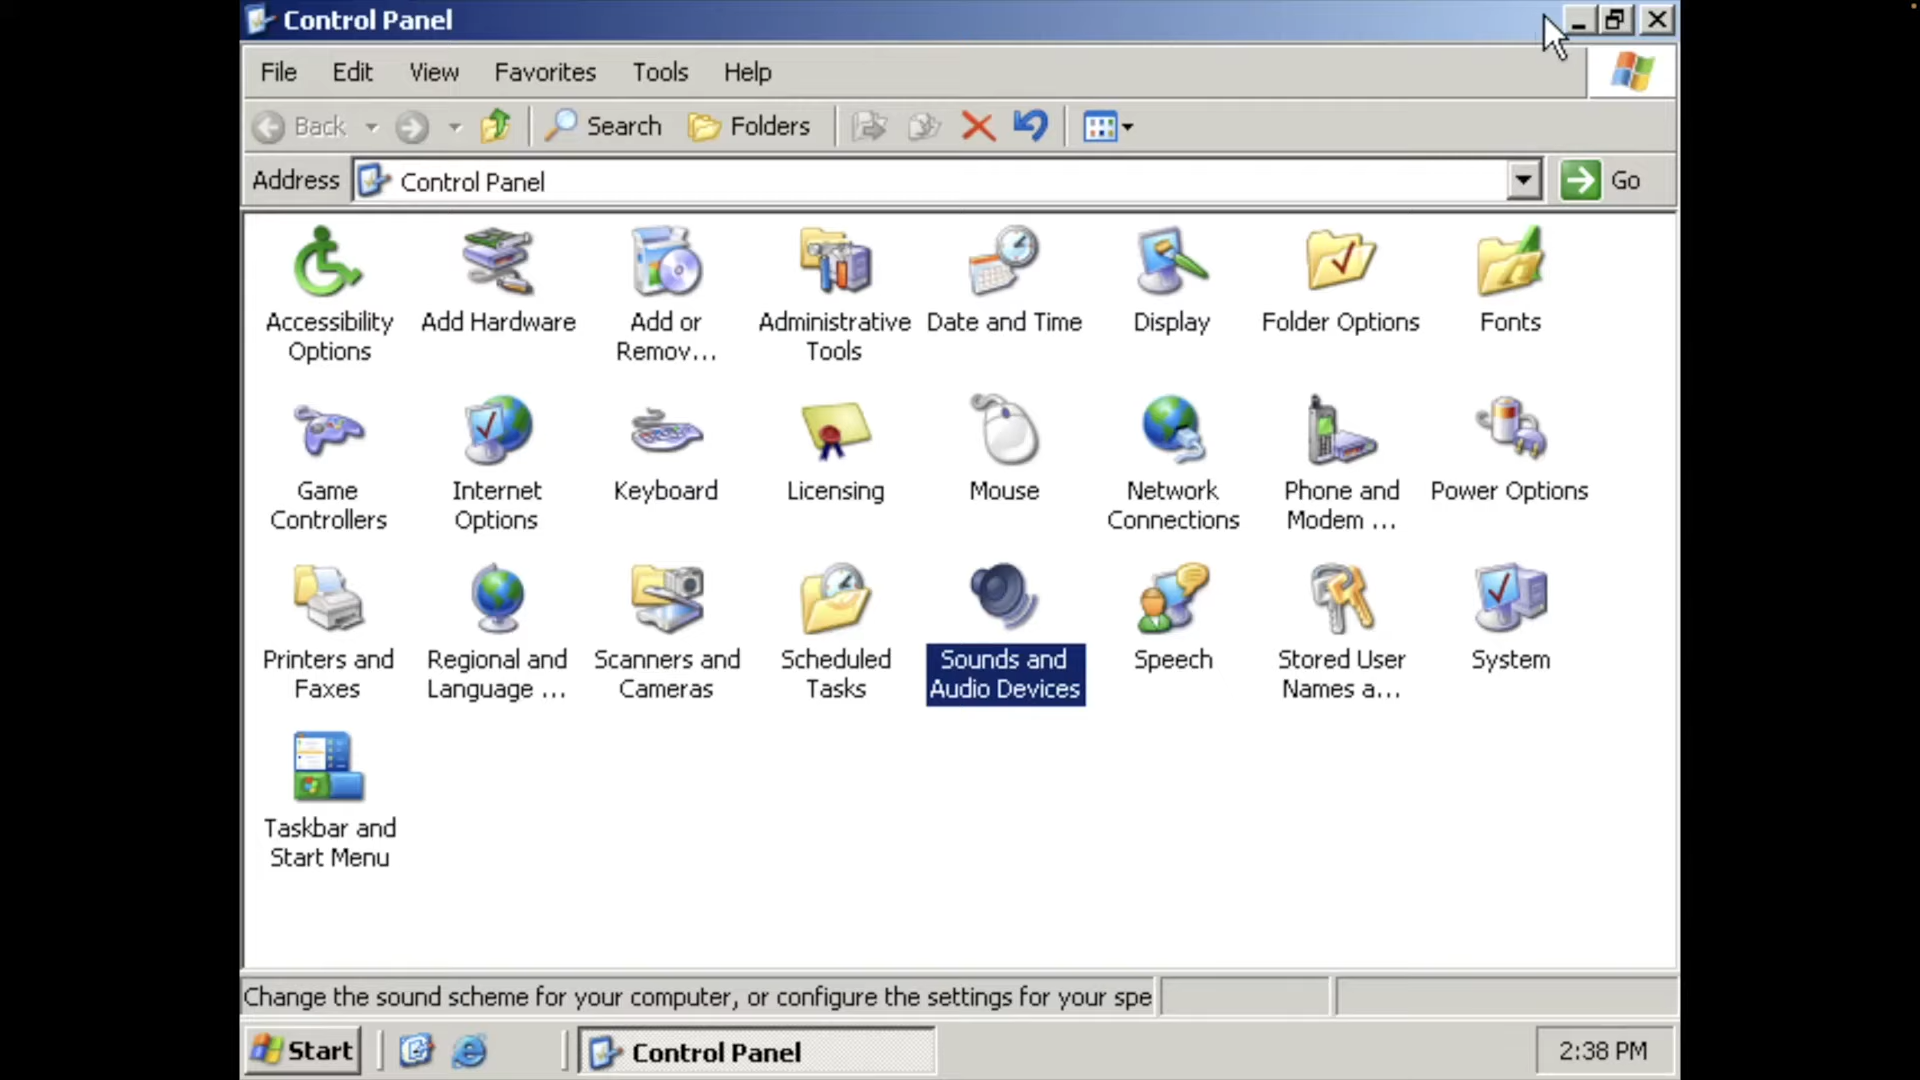 Control Panel
File Edit View Favorites Tools Help
Back Search Folders
Address Control Panel Go
Accessibility Options
Add Hardware
Add or Remov...
Administrative Tools
Date and Time
Display
Folder Options
Fonts
Game Controllers
Internet Options
Keyboard
Licensing
Mouse
Network Connections
Phone and Modem ...
Power Options
Printers and Faxes
Regional and Language ...
Scanners and Cameras
Scheduled Tasks
Sounds and Audio Devices
Speech
Stored User Names a...
System
Taskbar and Start Menu
Change the sound scheme for your computer, or configure the settings for your spe
Start Control Panel 2:38 PM